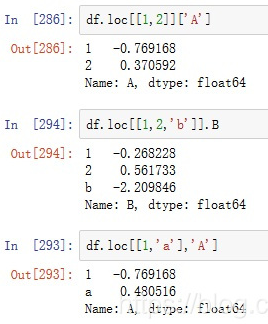 In [286]: df.loc[[1,2]]['A']
Out[286]: 1 -0.769168
2 0.370592
Name: A, dtype: float64
In [294]: df.loc[[1,2,'b']].B
Out[294]: 1 -0.268228
2 0.561733
b -2.209846
Name: B, dtype: float64
In [293]: df.loc[[1,'a'],'A']
Out[293]: 1 -0.769168
a 0.480516
Name: A, dtype: float64
https://blog.c